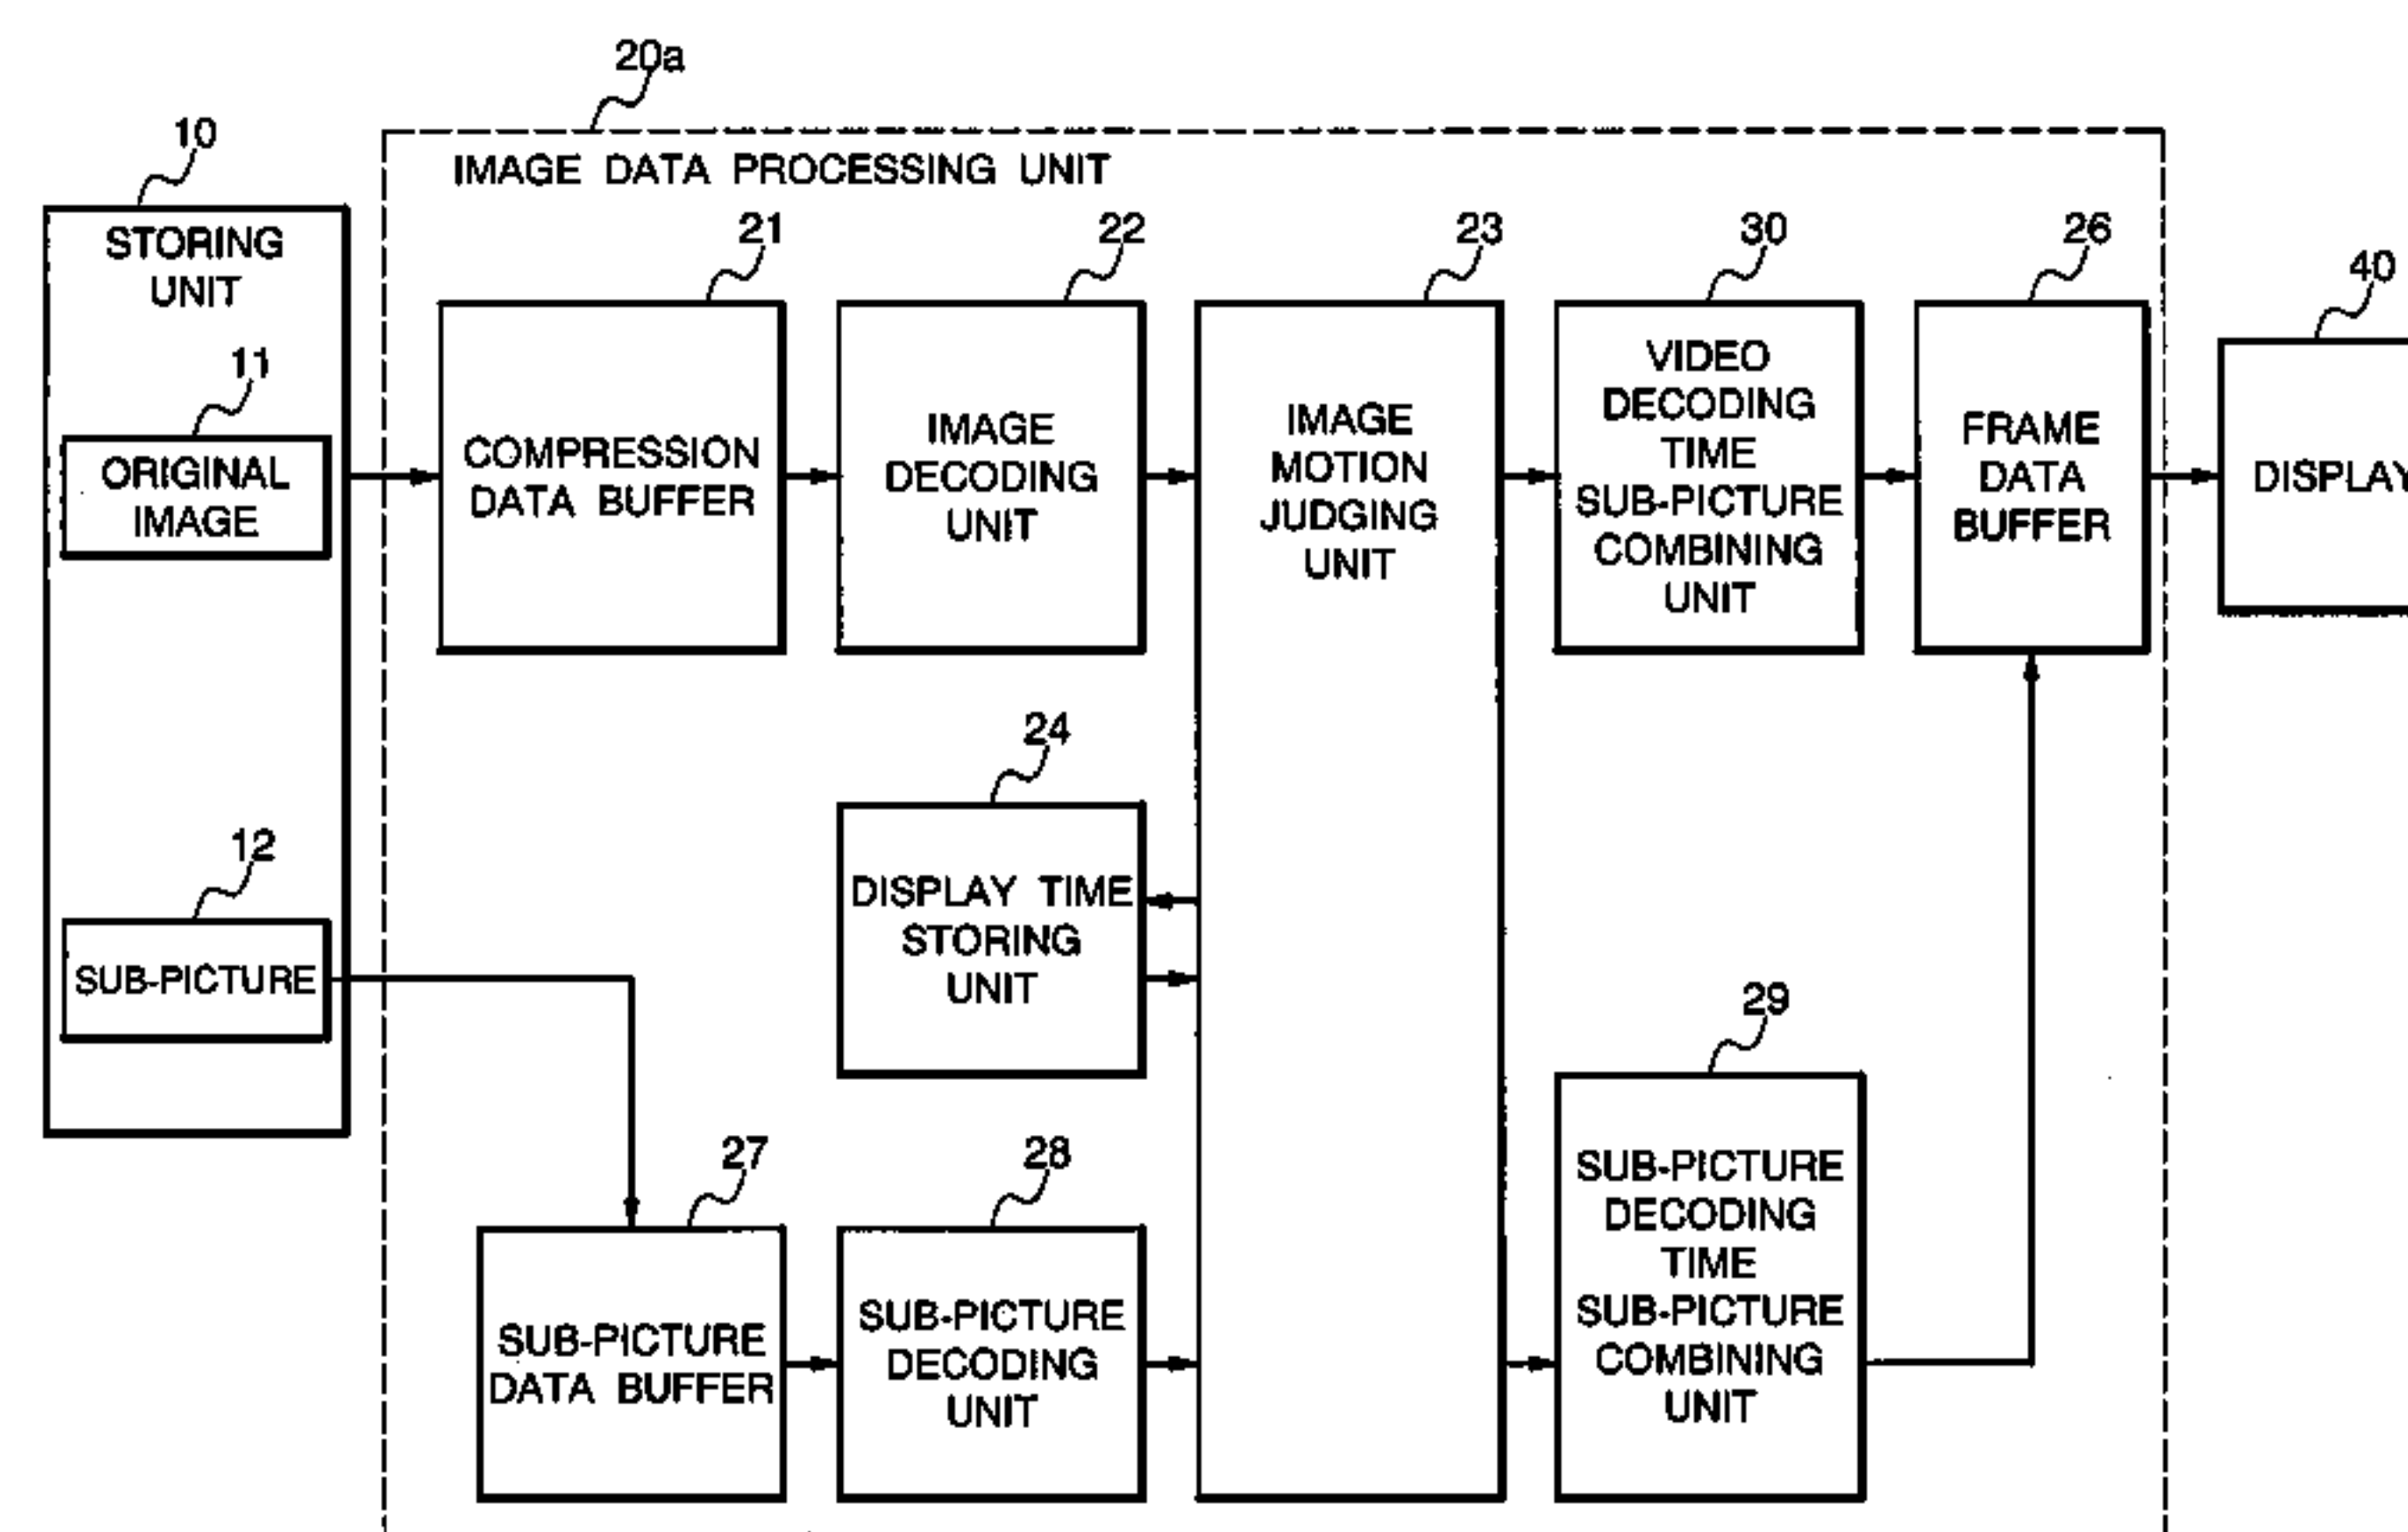 20a
10
IMAGE DATA PROCESSING UNIT
STORING
UNIT
21
22
23
30
26
40
11
ORIGINAL
IMAGE
COMPRESSION
DATA BUFFER
IMAGE
DECODING
UNIT
IMAGE
MOTION
JUDGING
UNIT
VIDEO
DECODING
TIME
SUB-PICTURE
COMBINING
UNIT
FRAME
DATA
BUFFER
DISPLAY
24
12
DISPLAY TIME
STORING
UNIT
SUB-PICTURE
29
27
28
SUB-PICTURE
DATA BUFFER
SUB-PICTURE
DECODING
UNIT
SUB-PICTURE
DECODING
TIME
SUB-PICTURE
COMBINING
UNIT